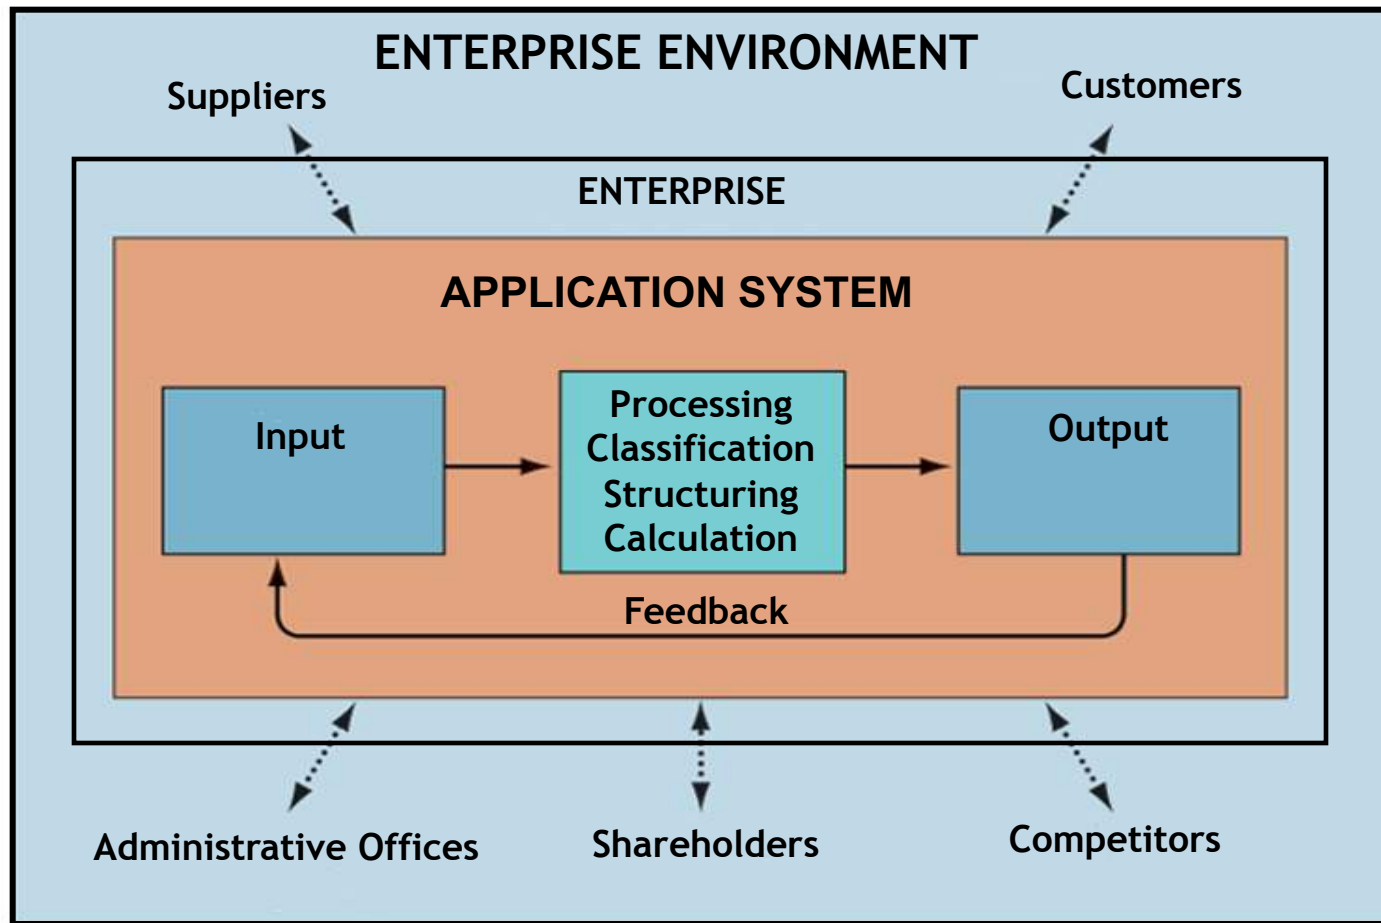 ENTERPRISE ENVIRONMENT
Suppliers
Customers
ENTERPRISE
APPLICATION SYSTEM
Input
Processing
Classification
Structuring
Calculation
Output
Feedback
Administrative Offices
Shareholders
Competitors